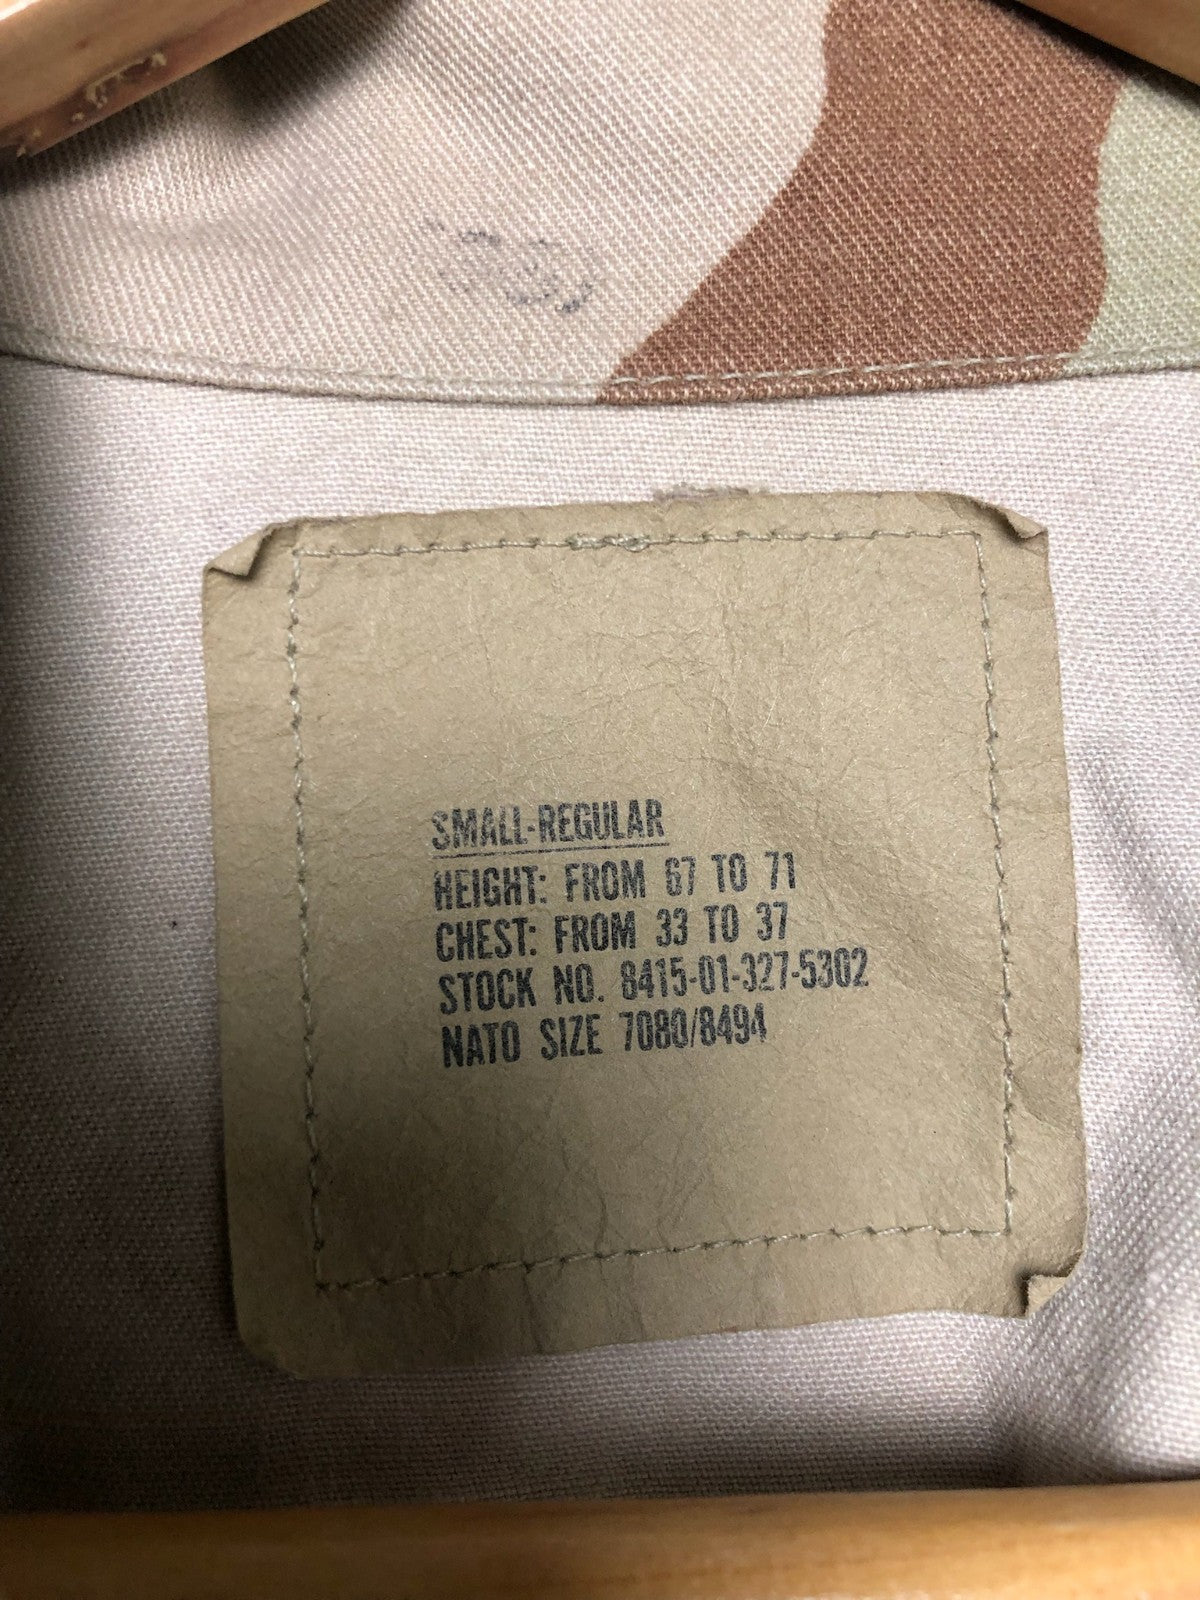 SMALL-REGULAR
HEIGHT: FROM 67 TO 71
CHEST: FROM 33 TO 37
STOCK NO. 8415-01-327-5302
NATO SIZE 7080/8494